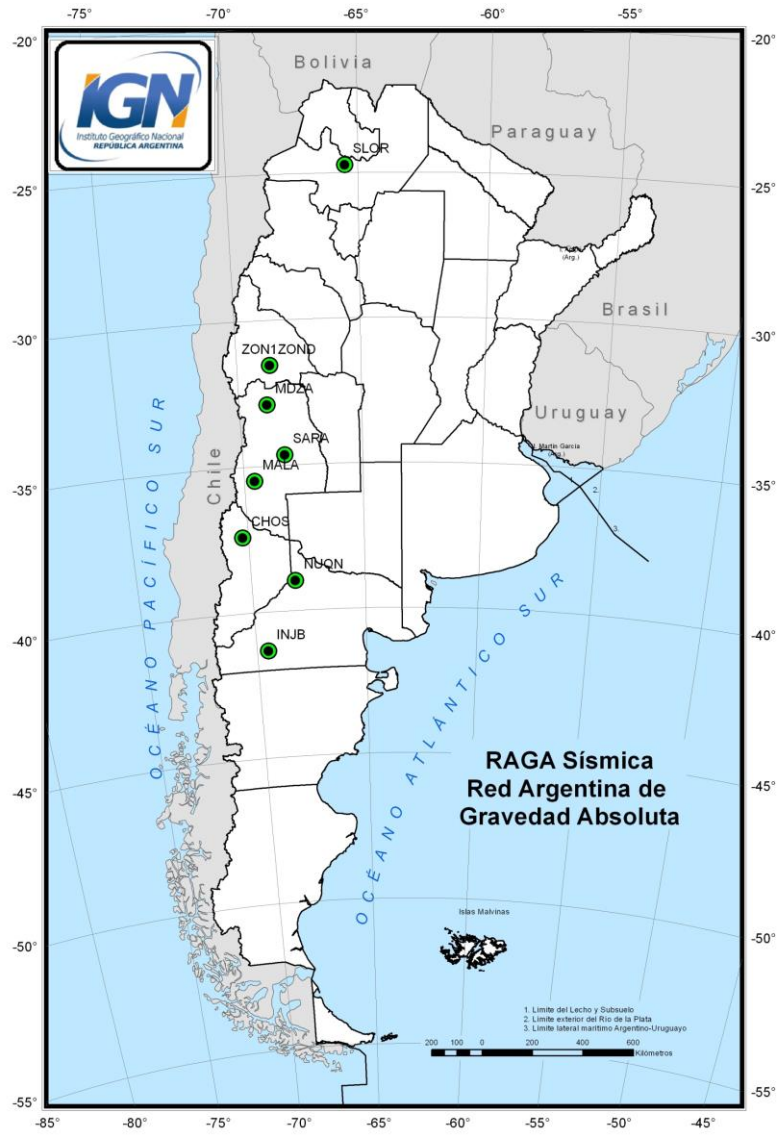 -75°
-70°
-65°
-60°
-55°
-20°
-20°
IGN
Instituto Geográfico Nacional
REPÚBLICA ARGENTINA
Bolivia
Paraguay
SLOR
-25°
-25°
(Arg.)
Brasil
-30°
-30°
ZON1ZOND
MDZA
Uruguay
SARA
I. Martín García
(Arg.)
MALA
Chile
1.
2.
3.
-35°
-35°
CHOS
NUQN
OCÉANO PACÍFICO SUR
OCÉANO ATLÁNTICO SUR
INJB
-40°
-40°
RAGA Sísmica
Red Argentina de
Gravedad Absoluta
-45°
-45°
Islas Malvinas
-50°
-50°
1. Límite del Lecho y Subsuelo
2. Límite exterior del Río de la Plata
3. Límite lateral marítimo Argentino-Uruguayo
200 100 0 200 400 600
Kilómetros
-55°
-55°
-85°
-80°
-75°
-70°
-65°
-60°
-55°
-50°
-45°